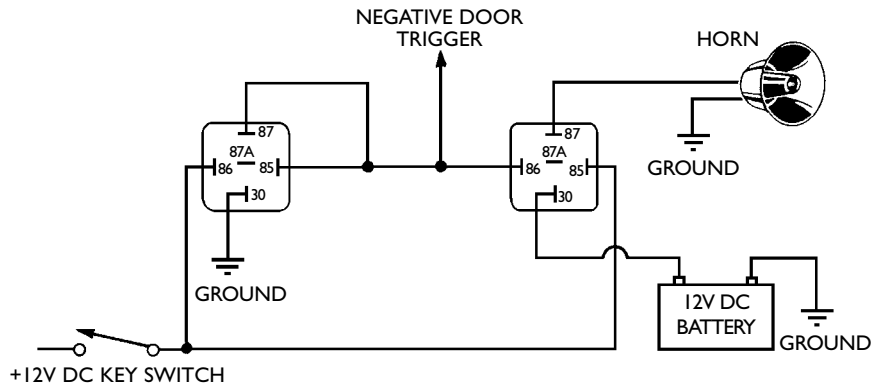 NEGATIVE DOOR
TRIGGER
HORN
87
87A
86
85
30
GROUND
87
87A
86
85
30
GROUND
12V DC
BATTERY
GROUND
+12V DC KEY SWITCH